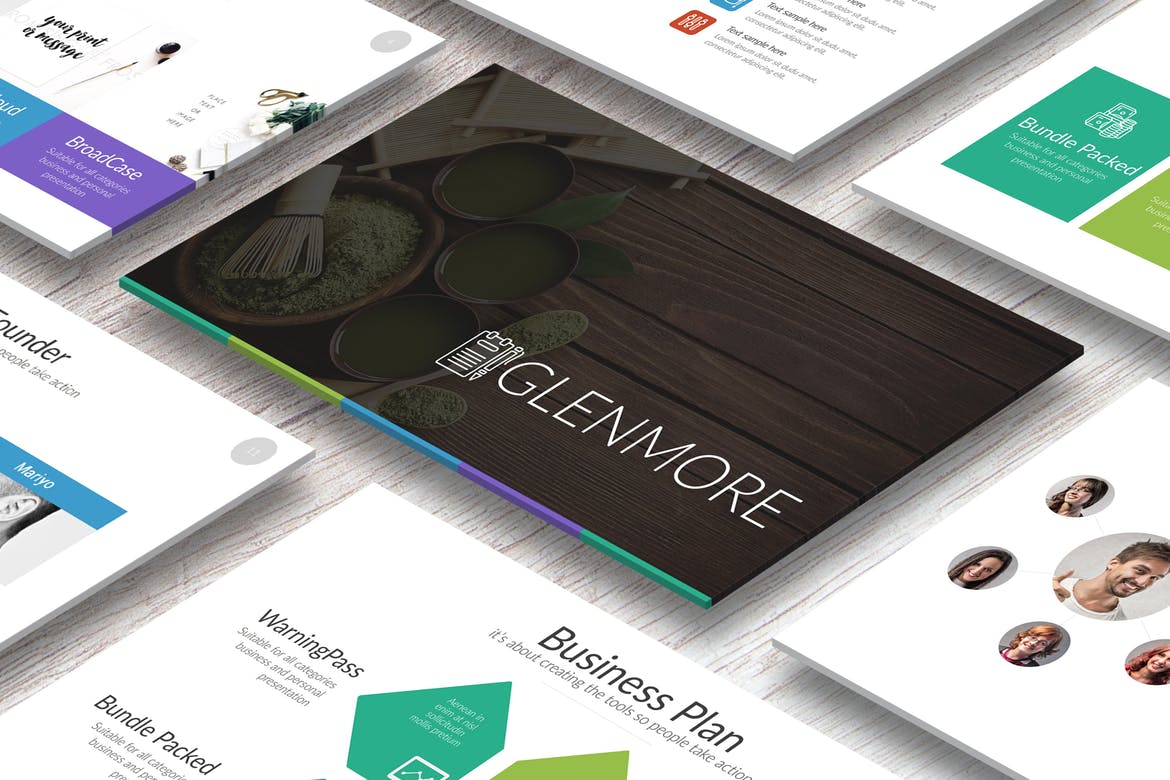 your print
or message
PLACE
TEXT
OR
IMAGE
HERE
BroadCase
Suitable for all categories
business and personal
presentation
Text sample here
Lorem ipsum dolor sit dudu amet,
consectetur adipiscing elit.
Text sample here
Lorem ipsum dolor sit dudu amet,
consectetur adipiscing elit.
Bundle Packed
Suitable for all categories
business and personal
presentation
GLENMORE
Founder
people take action
11
Mariyo
Business Plan
it's about creating the tools so people take action
WarningPass
Suitable for all categories
business and personal
presentation
Aenean in
enim at nisl
sollicitudin
mollis pretium
Bundle Packed
Suitable for all categories
business and personal